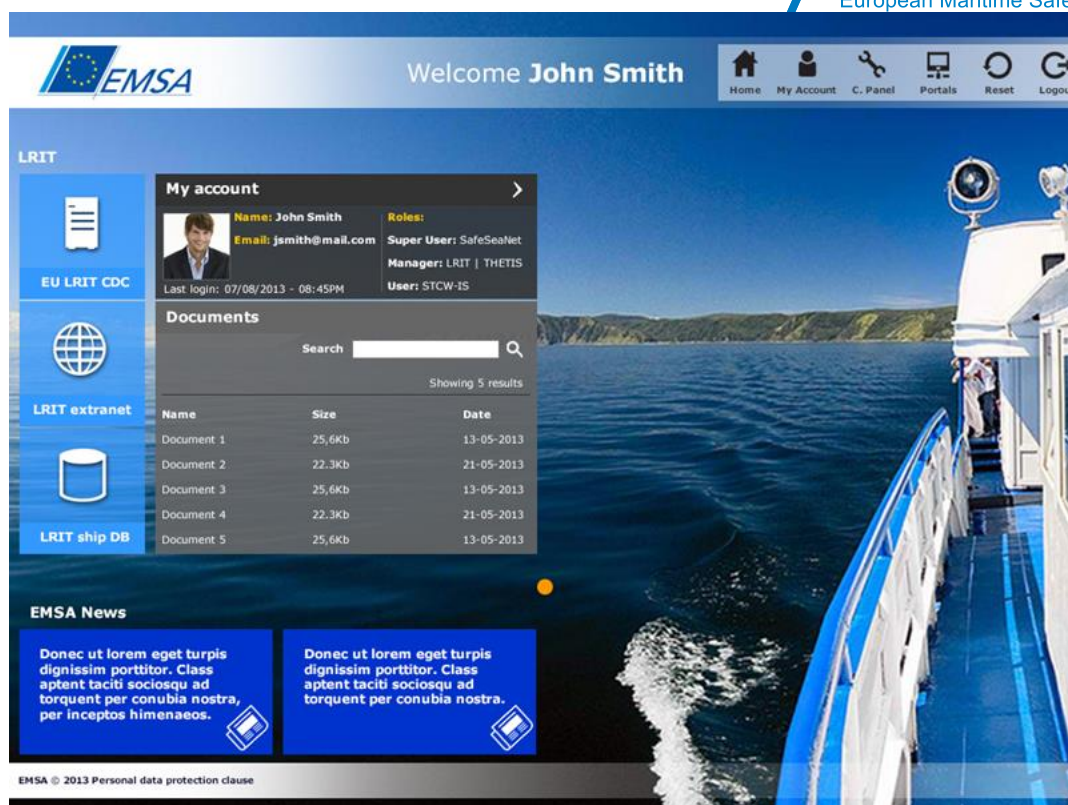 European Maritime Safe
EMSA
Welcome John Smith
Home My Account C. Panel Portals Reset Logou
LRIT
EU LRIT CDC
LRIT extranet
LRIT ship DB
My account
Name: John Smith
Email: jsmith@mail.com
Last login: 07/08/2013 - 08:45PM
Roles:
Super User: SafeSeaNet
Manager: LRIT | THETIS
User: STCW-IS
Documents
Search
Showing 5 results
Name Size Date
Document 1 25,6Kb 13-05-2013
Document 2 22.3Kb 21-05-2013
Document 3 25,6Kb 13-05-2013
Document 4 22.3Kb 21-05-2013
Document 5 25,6Kb 13-05-2013
EMSA News
Donec ut lorem eget turpis
dignissim porttitor. Class
aptent taciti sociosqu ad
torquent per conubia nostra,
per inceptos himenaeos.
Donec ut lorem eget turpis
dignissim porttitor. Class
aptent taciti sociosqu ad
torquent per conubia nostra.
EMSA © 2013 Personal data protection clause